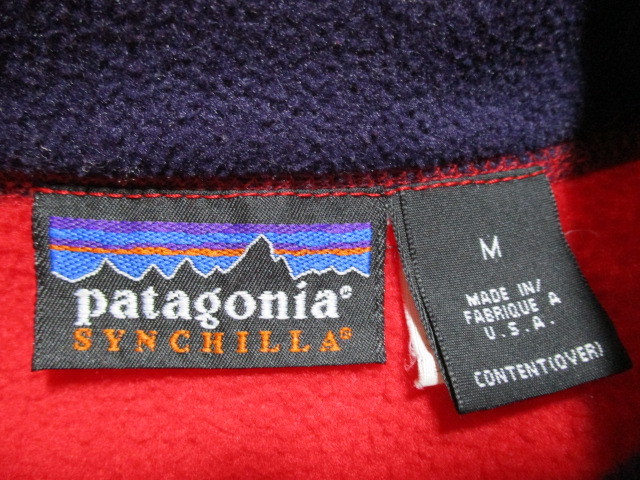 patagonia®
SYNCHILLA®
M
MADE IN/
FABRIQUE A
U.S.A.
CONTENT(OVER)